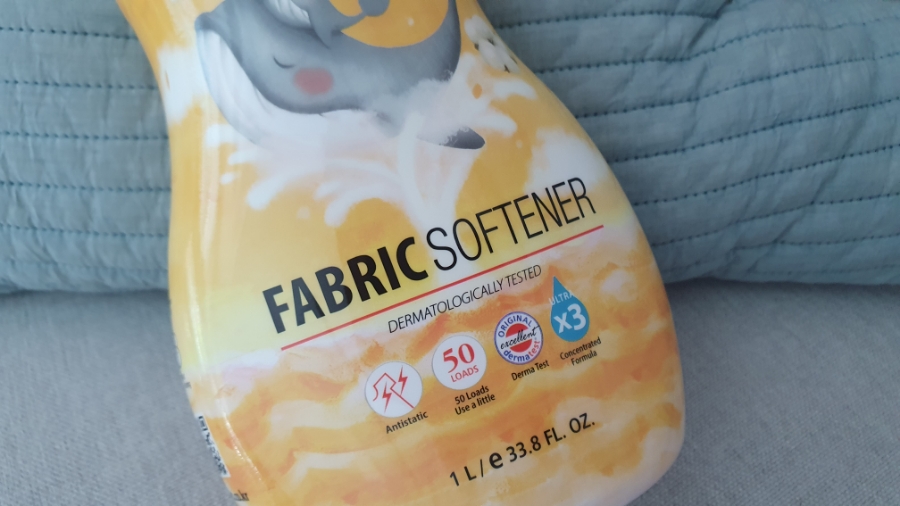 FABRIC SOFTENER
DERMATOLOGICALLY TESTED
Antistatic
50
LOADS
50 Loads
Use a little
ORIGINAL
excellent
dermatest
Derma Test
ULTRA
x3
Concentrated
Formula
1 L / e 33.8 FL. OZ.